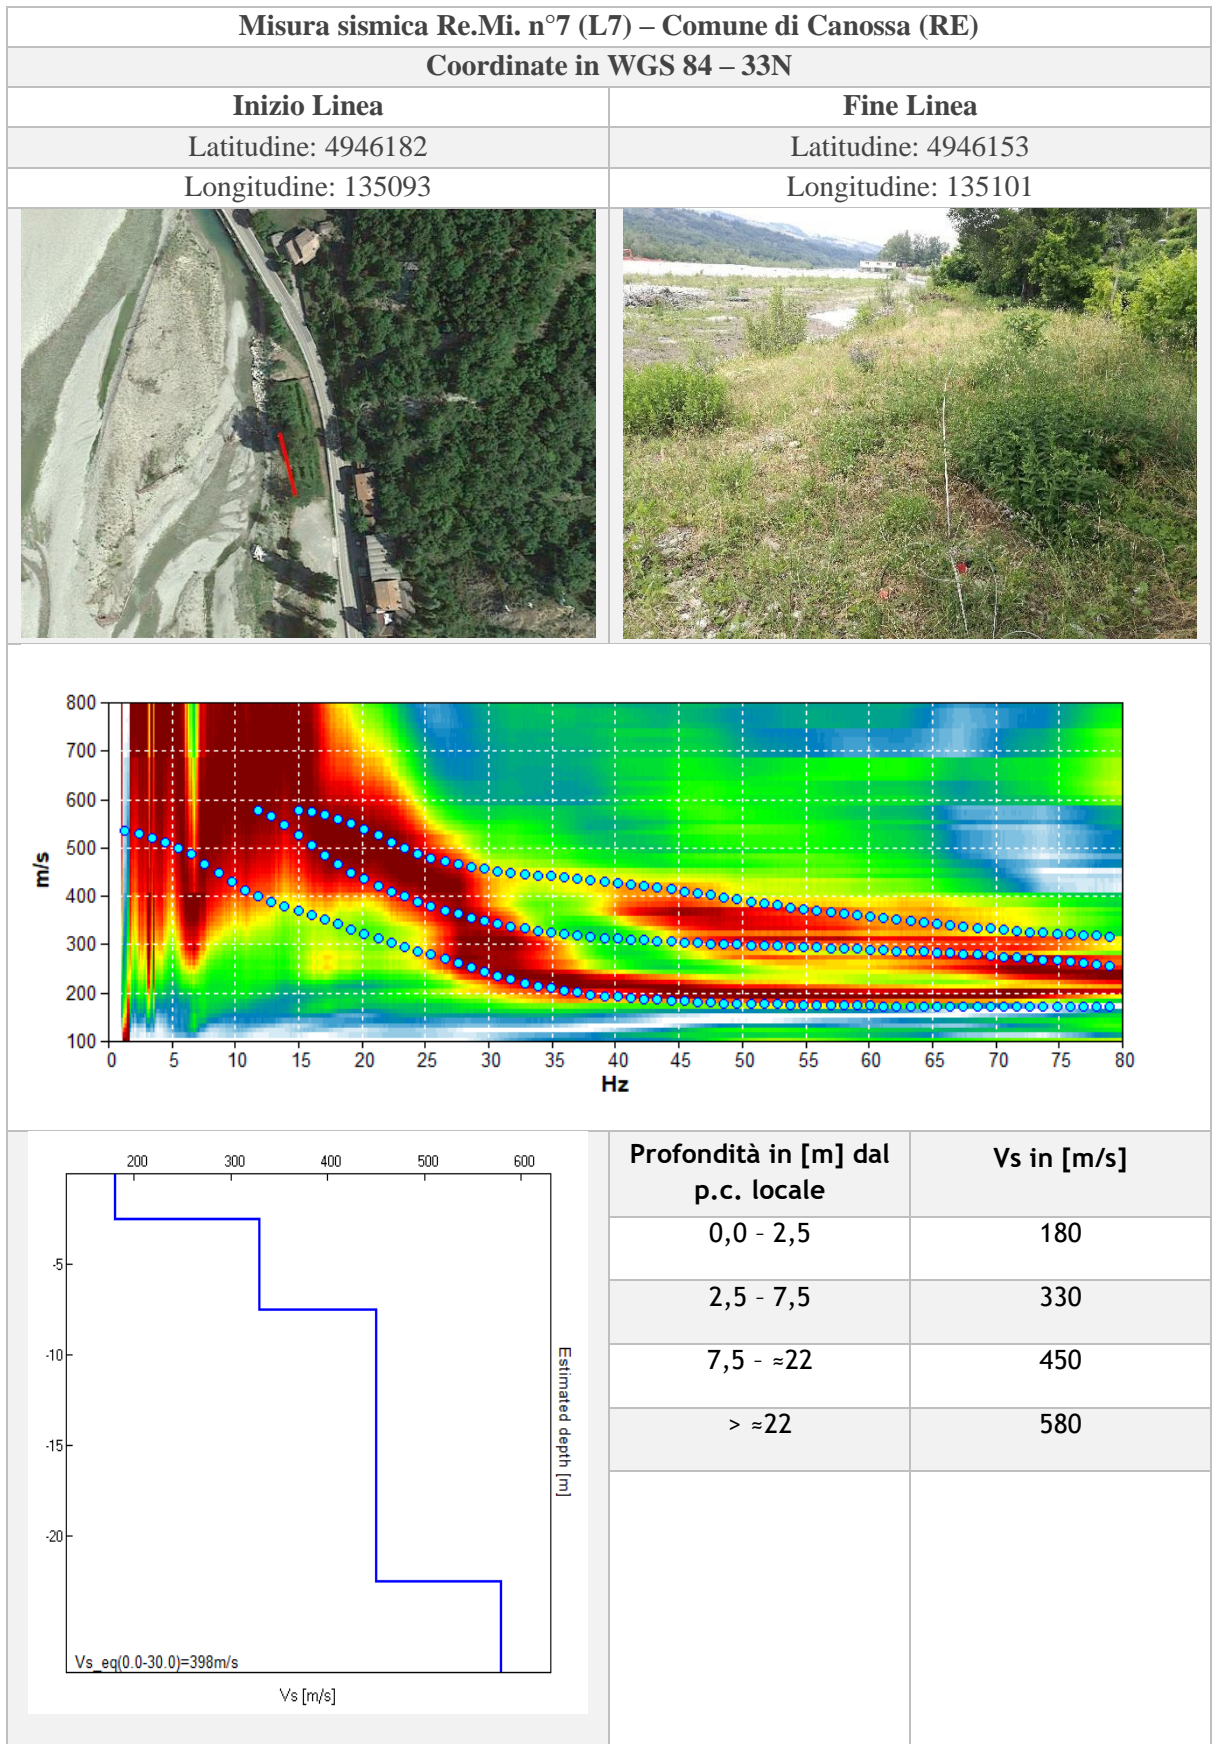 Misura sismica Re.Mi. n°7 (L7) – Comune di Canossa (RE)
Coordinate in WGS 84 – 33N
Inizio Linea
Fine Linea
Latitudine: 4946182
Latitudine: 4946153
Longitudine: 135093
Longitudine: 135101
800
700
600
500
400
300
200
100
m/s
0 5 10 15 20 25 30 35 40 45 50 55 60 65 70 75 80
Hz
200 300 400 500 600
-5
-10
-15
-20
Estimated depth [m]
Vs_eq(0.0-30.0)=398m/s
Vs [m/s]
Profondità in [m] dal
p.c. locale
Vs in [m/s]
0,0 – 2,5
180
2,5 – 7,5
330
7,5 – ≈22
450
> ≈22
580